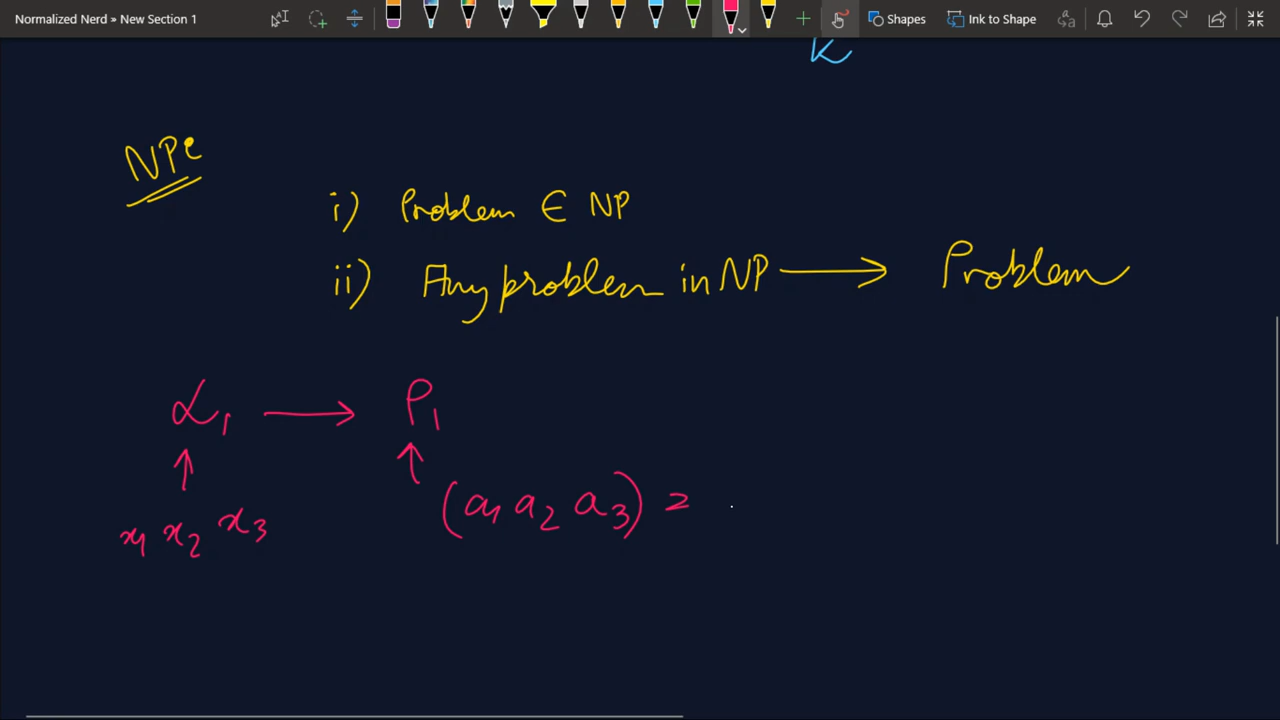 Normalized Nerd » New Section 1
Shapes
Ink to Shape
k
NPC
i) Problem ∈ NP
ii) Any problem in NP ⟶ Problem
α₁ ⟶ P₁
↑ ↑
(a₁ a₂ a₃) =
x₁ x₂ x₃